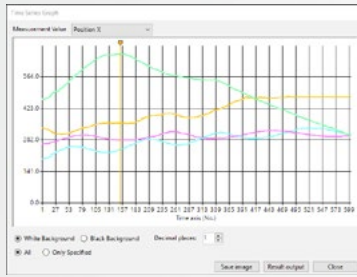 Time Series Graph
Measurement Value Position X
564.0
423.0
282.0
141.0
0.0
1 27 53 79 105 131 157 183 209 235 261 287 313 339 365 391 417 443 469 495 521 547 573 599
Time axis (No.)
White Background Black Background Decimal places: 1
All Only Specified
Save image Result output Close